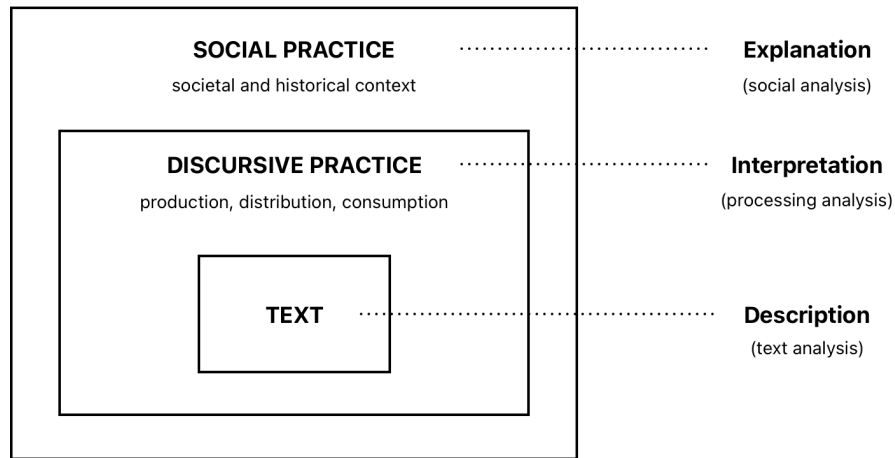 SOCIAL PRACTICE
Explanation
societal and historical context
(social analysis)
DISCURSIVE PRACTICE
Interpretation
production, distribution, consumption
(processing analysis)
TEXT
Description
(text analysis)